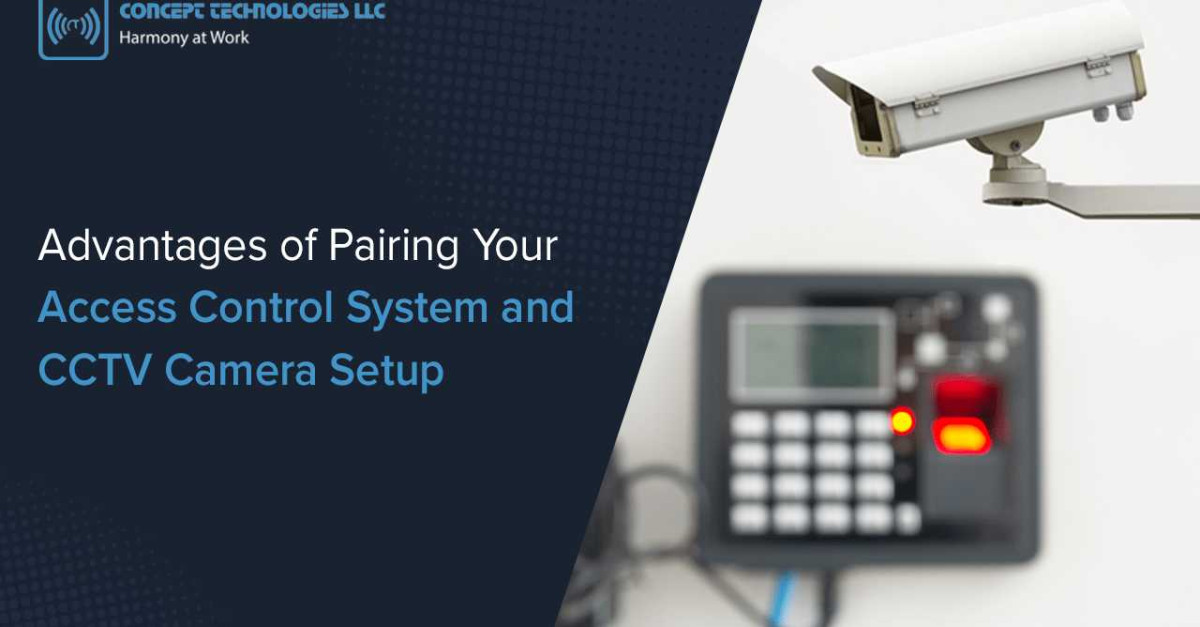 CONCEPT TECHNOLOGIES LLC
Harmony at Work
Advantages of Pairing Your
Access Control System and
CCTV Camera Setup